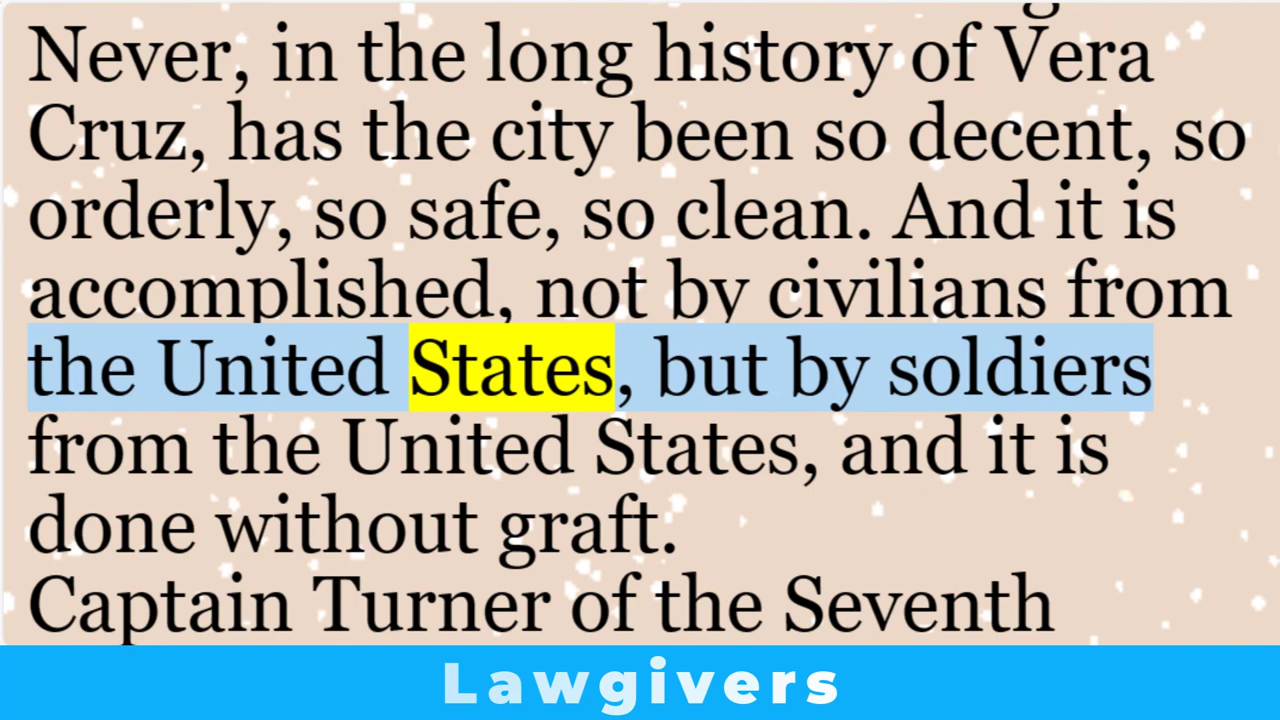 Never, in the long history of Vera
Cruz, has the city been so decent, so
orderly, so safe, so clean. And it is
accomplished, not by civilians from
the United States, but by soldiers
from the United States, and it is
done without graft.
Captain Turner of the Seventh
Lawgivers